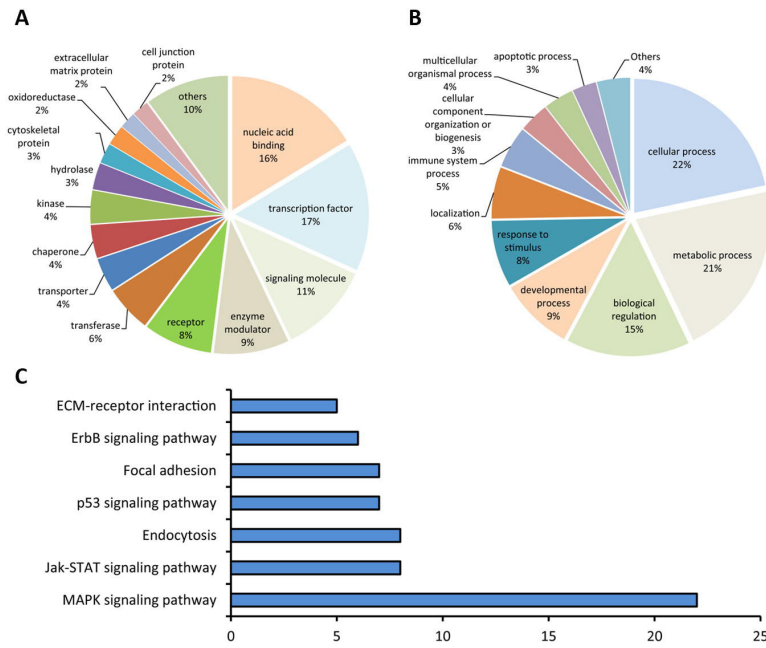 A
nucleic acid
binding
16%
transcription factor
17%
signaling molecule
11%
enzyme
modulator
9%
receptor
8%
transferase
6%
transporter
4%
chaperone
4%
kinase
4%
hydrolase
3%
cytoskeletal
protein
3%
oxidoreductase
2%
extracellular
matrix protein
2%
cell junction
protein
2%
others
10%
B
cellular process
22%
metabolic process
21%
biological
regulation
15%
developmental
process
9%
response to
stimulus
8%
localization
6%
immune system
process
5%
cellular
component
organization or
biogenesis
3%
multicellular
organismal process
4%
apoptotic process
3%
Others
4%
C
ECM-receptor interaction
ErbB signaling pathway
Focal adhesion
p53 signaling pathway
Endocytosis
Jak-STAT signaling pathway
MAPK signaling pathway
0 5 10 15 20 25